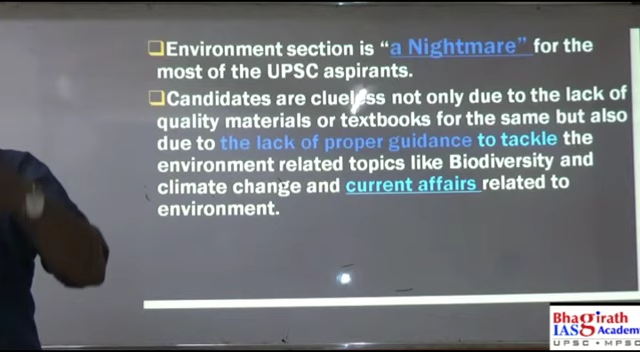 Environment section is “a Nightmare” for the
most of the UPSC aspirants.
Candidates are clueless not only due to the lack of
quality materials or textbooks for the same but also
due to the lack of proper guidance to tackle the
environment related topics like Biodiversity and
climate change and current affairs related to
environment.
Bhagirath
IAS Academy
UPSC • MPSC